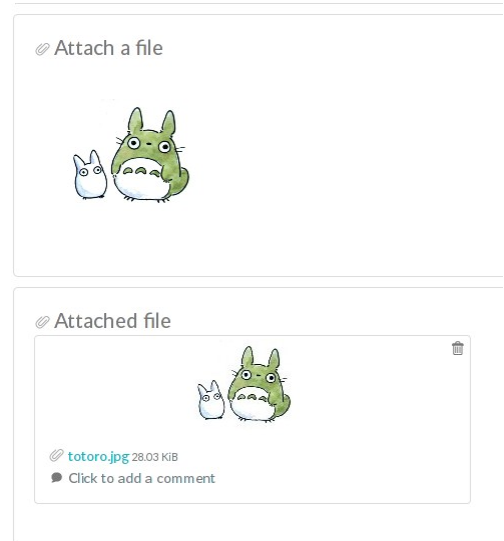 Attach a file
Attached file
totoro.jpg 28.03 KiB
Click to add a comment